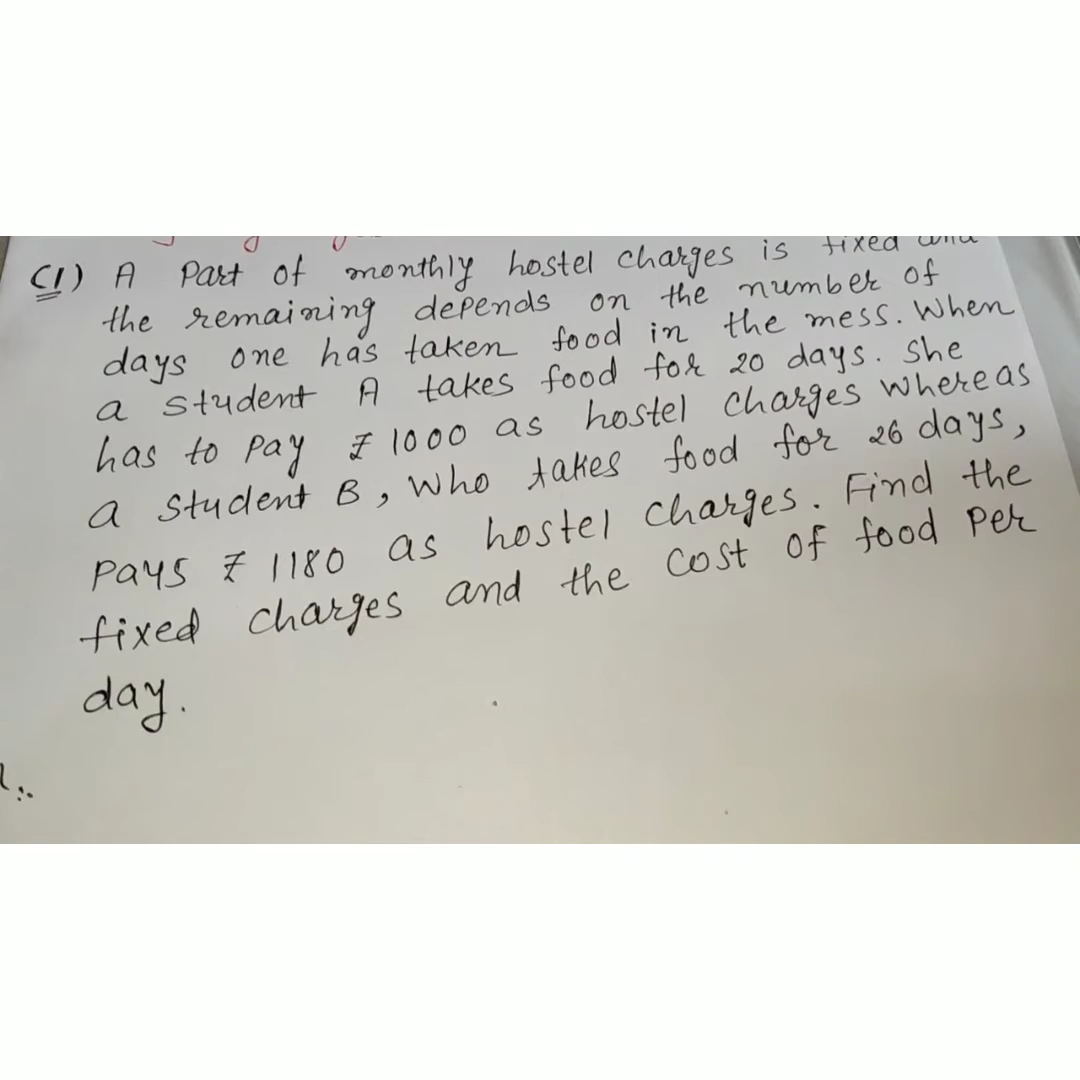 C1) A Part of monthly hostel charges is fixed and
the remaining depends on the number of
days one has taken food in the mess. When
a student A takes food for 20 days. She
has to pay ₹ 1000 as hostel charges whereas
a student B, who takes food for 26 days,
pays ₹ 1180 as hostel charges. Find the
fixed charges and the cost of food per
day.